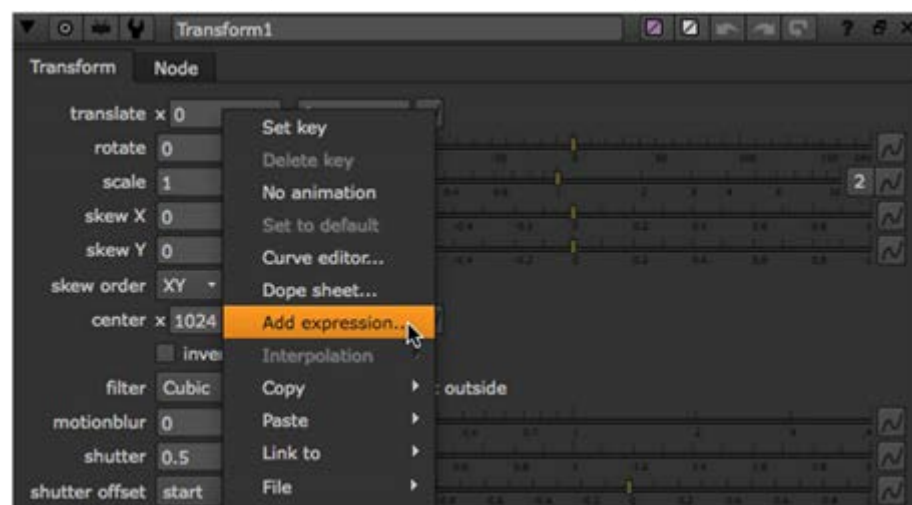 Transform1 ?
Transform Node
translate x 0
rotate 0
scale 1 2
skew X 0
skew Y 0
skew order XY
center x 1024
inve
filter Cubic outside
motionblur 0
shutter 0.5
shutter offset start
Set key
Delete key
No animation
Set to default
Curve editor...
Dope sheet...
Add expression...
Interpolation
Copy
Paste
Link to
File